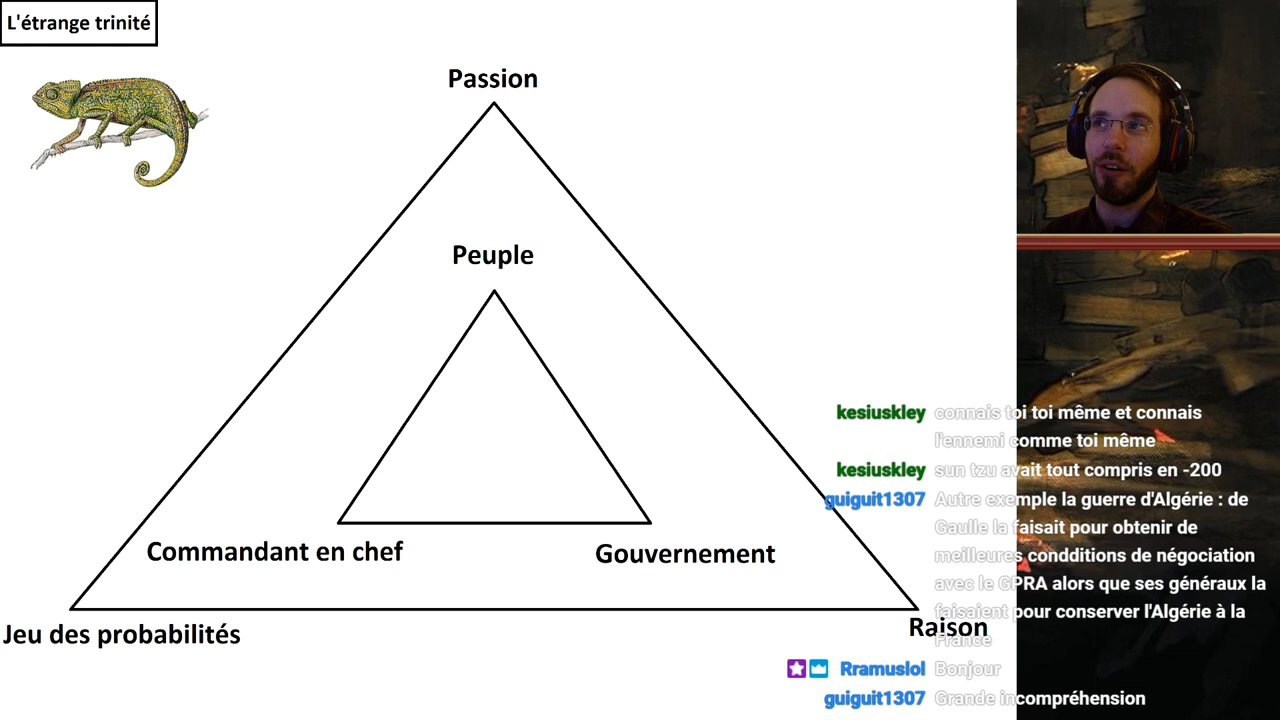 L'étrange trinité
Passion
Peuple
Commandant en chef
Gouvernement
Jeu des probabilités
Raison
kesiuskley connais toi toi même et connais
l'ennemi comme toi même
kesiuskley sun tzu avait tout compris en -200
guiguit1307 Autre exemple la guerre d'Algérie : de
Gaulle la faisait pour obtenir de
meilleures condditions de négociation
avec le GPRA alors que ses généraux la
faisaient pour conserver l'Algérie à la
France
Rramuslol Bonjour
guiguit1307 Grande incompréhension